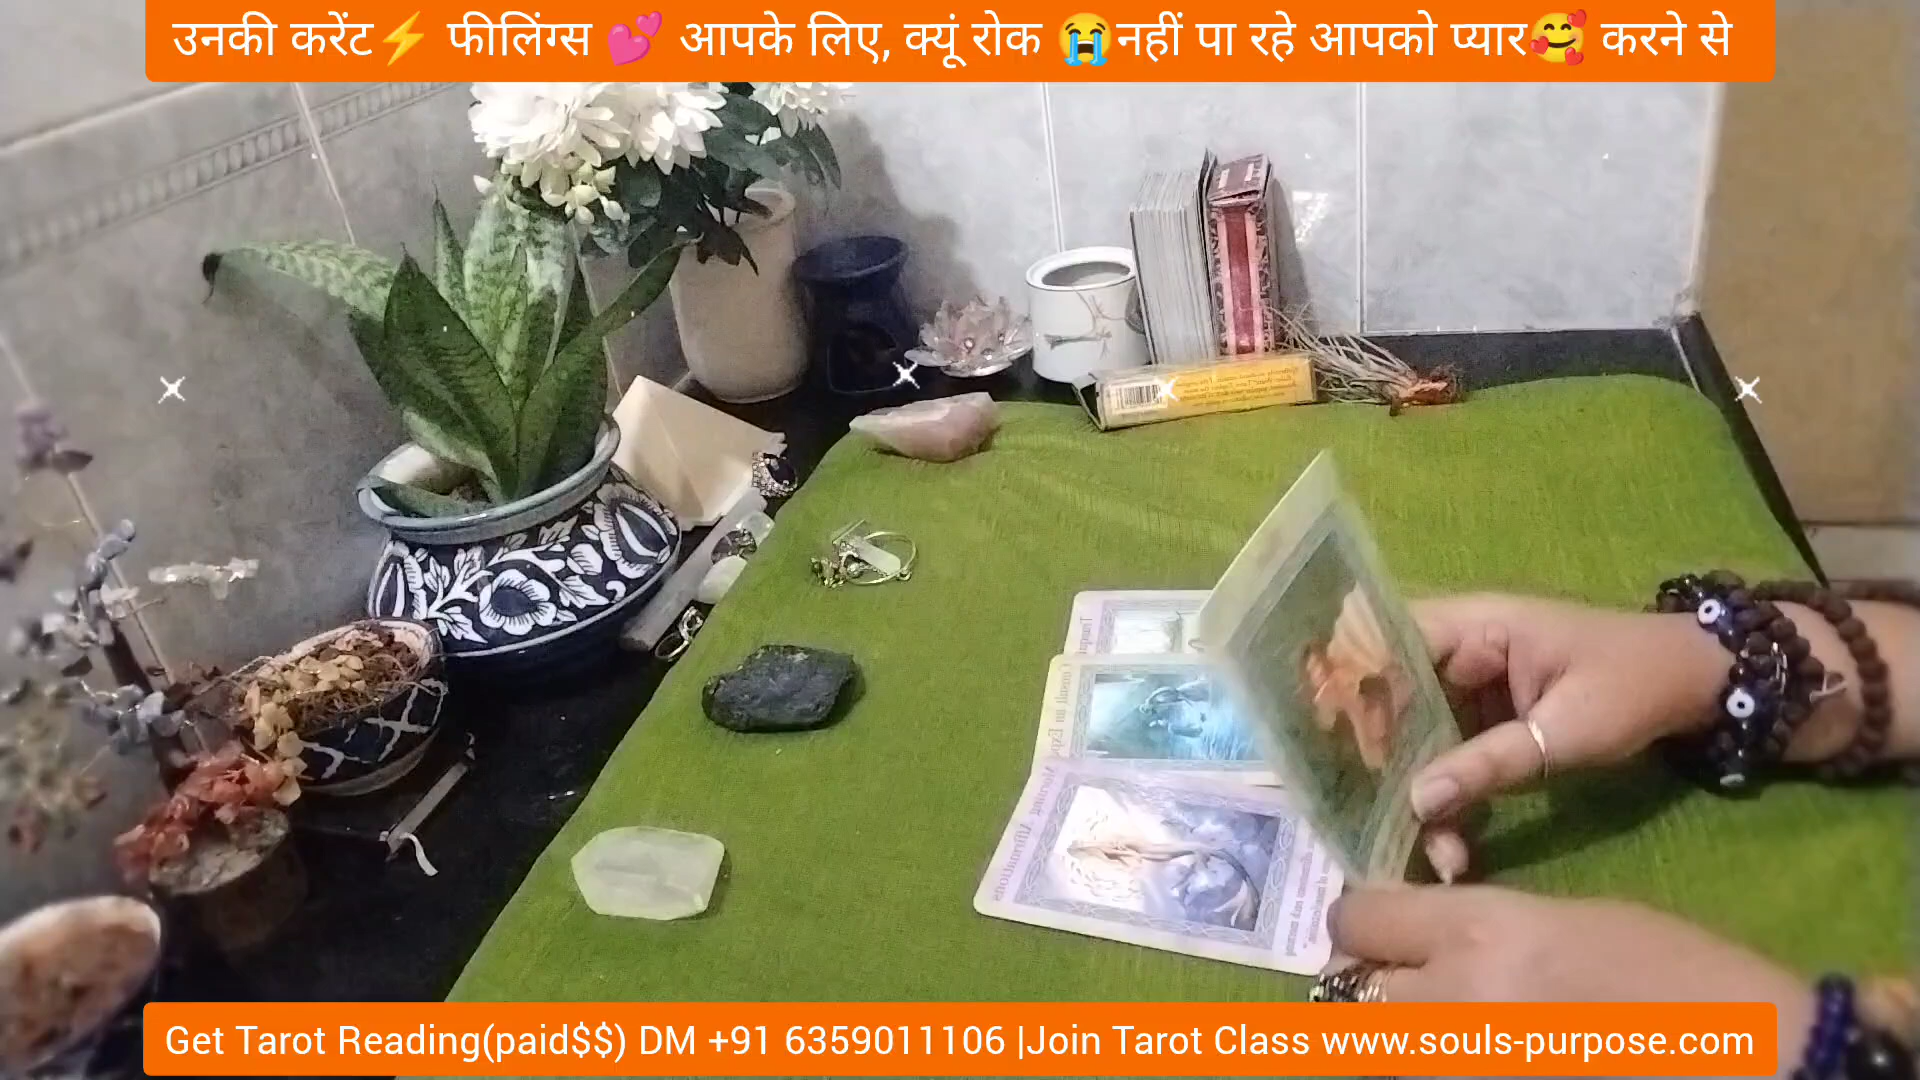 उनकी करेंट⚡ फीलिंग्स 💕 आपके लिए, क्यूं रोक 😭नहीं पा रहे आपको प्यार🥰 करने से
Get Tarot Reading(paid$$) DM +91 6359011106 |Join Tarot Class www.souls-purpose.com